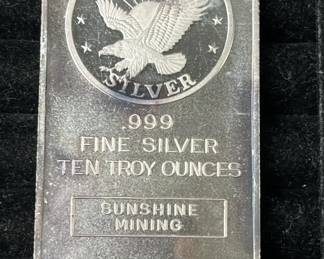 SILVER
.999
FINE SILVER
TEN TROY OUNCES
SUNSHINE
MINING